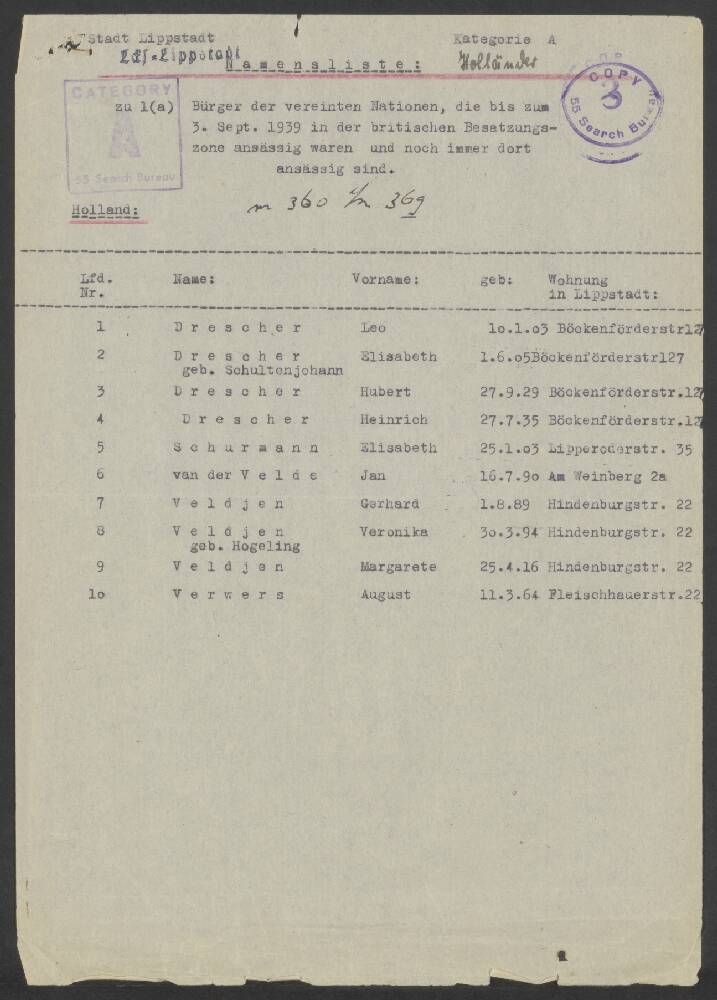 Stadt Lippstadt Kategorie A
Lds-Lippstadt Holländer
Namensliste:
CATEGORY
A
55 Search Bureau
COPY
3
55 Search Bureau
zu 1(a) Bürger der vereinten Nationen, die bis zum
3. Sept. 1939 in der britischen Besatzungs-
zone ansässig waren und noch immer dort
ansässig sind.
Holland: 360 369
Lfd. Name: Vorname: geb: Wohnung
Nr. in Lippstadt:
1 Drescher Leo 1o.1.o3 Böckenförderstr127
2 Drescher Elisabeth 1.6.o5Böckenförderstr127
geb. Schultenjohann
3 Drescher Hubert 27.9.29 Böckenförderstr.127
4 Drescher Heinrich 27.7.35 Böckenförderstr.127
5 Schurmann Elisabeth 25.1.o3 Lipperoderstr. 35
6 van der Velde Jan 16.7.9o Am Weinberg 2a
7 Veldjen Gerhard 1.8.89 Hindenburgstr. 22
8 Veldjen Veronika 3o.3.94 Hindenburgstr. 22
geb. Hogeling
9 Veldjen Margarete 25.4.16 Hindenburgstr. 22
1o Verwers August 11.3.64 Fleischhauerstr.22